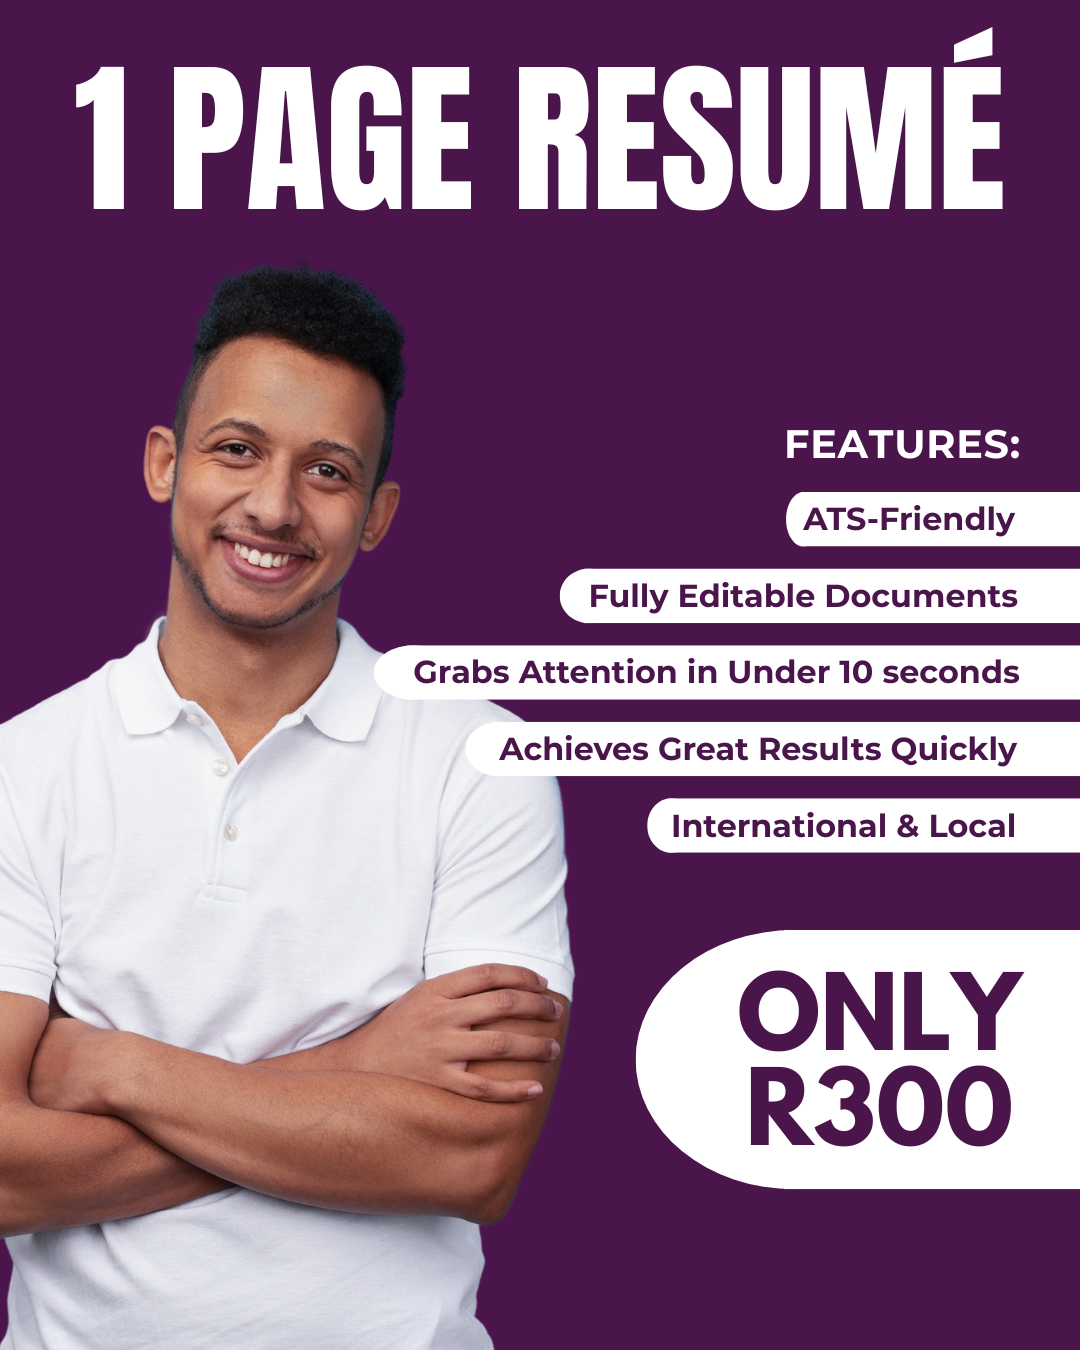 1 PAGE RESUMÉ
FEATURES:
ATS-Friendly
Fully Editable Documents
Grabs Attention in Under 10 seconds
Achieves Great Results Quickly
International & Local
ONLY
R300